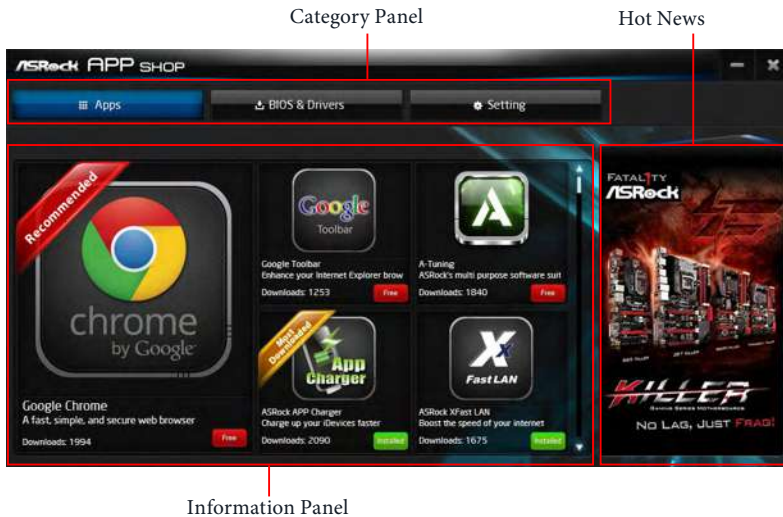 Category Panel
Hot News
ASRock APP SHOP
Apps
BIOS & Drivers
Setting
Recommended
chrome
by Google
Google Chrome
A fast, simple, and secure web browser
Downloads: 1994
Free
Google
Toolbar
Google Toolbar
Enhance your Internet Explorer brow
Downloads: 1253
Free
A-Tuning
ASRock's multi purpose software suit
Downloads: 1840
Free
Most
Downloaded
App
Charger
ASRock APP Charger
Charge up your iDevices faster
Downloads: 2090
Installed
X
Fast LAN
ASRock XFast LAN
Boost the speed of your internet
Downloads: 1675
Installed
FATAL1TY
ASRock
KILLER
GAMING SERIES MOTHERBOARDS
NO LAG, JUST FRAG!
Information Panel